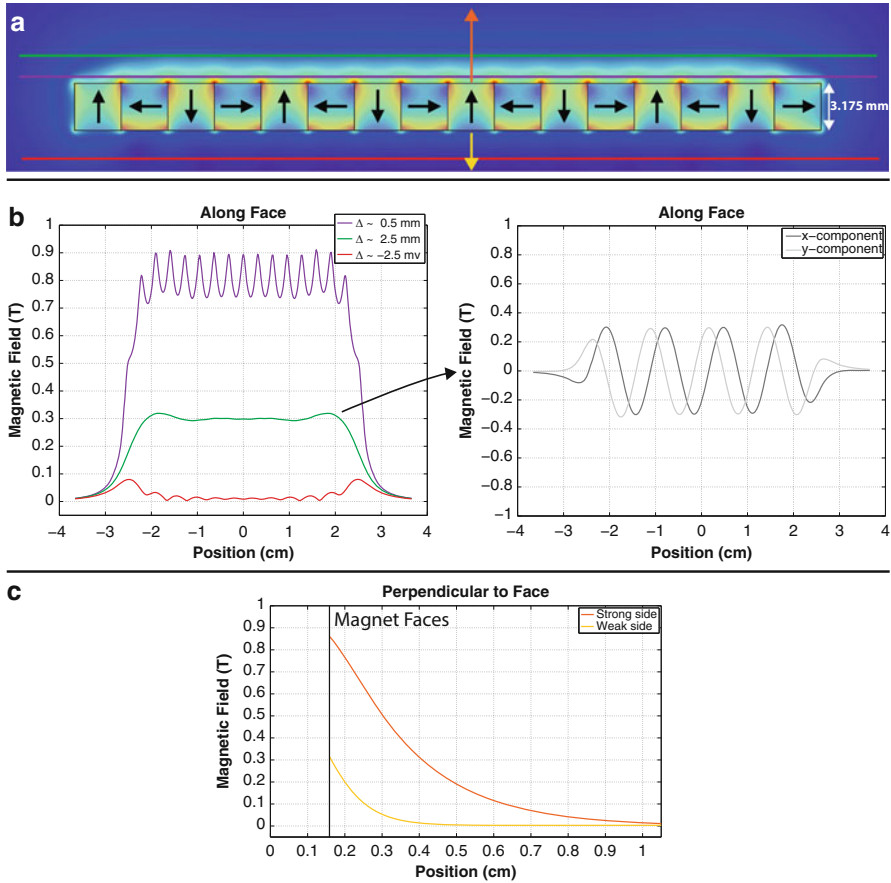 a
3.175 mm
b
Along Face
Δ ~ 0.5 mm
Δ ~ 2.5 mm
Δ ~ −2.5 mv
Magnetic Field (T)
1
0.9
0.8
0.7
0.6
0.5
0.4
0.3
0.2
0.1
0
−4 −3 −2 −1 0 1 2 3 4
Position (cm)
Along Face
x−component
y−component
Magnetic Field (T)
1
0.8
0.6
0.4
0.2
0
−0.2
−0.4
−0.6
−0.8
−1
−4 −3 −2 −1 0 1 2 3 4
Position (cm)
c
Perpendicular to Face
Magnet Faces
Strong side
Weak side
Magnetic Field (T)
1
0.9
0.8
0.7
0.6
0.5
0.4
0.3
0.2
0.1
0
0 0.1 0.2 0.3 0.4 0.5 0.6 0.7 0.8 0.9 1
Position (cm)